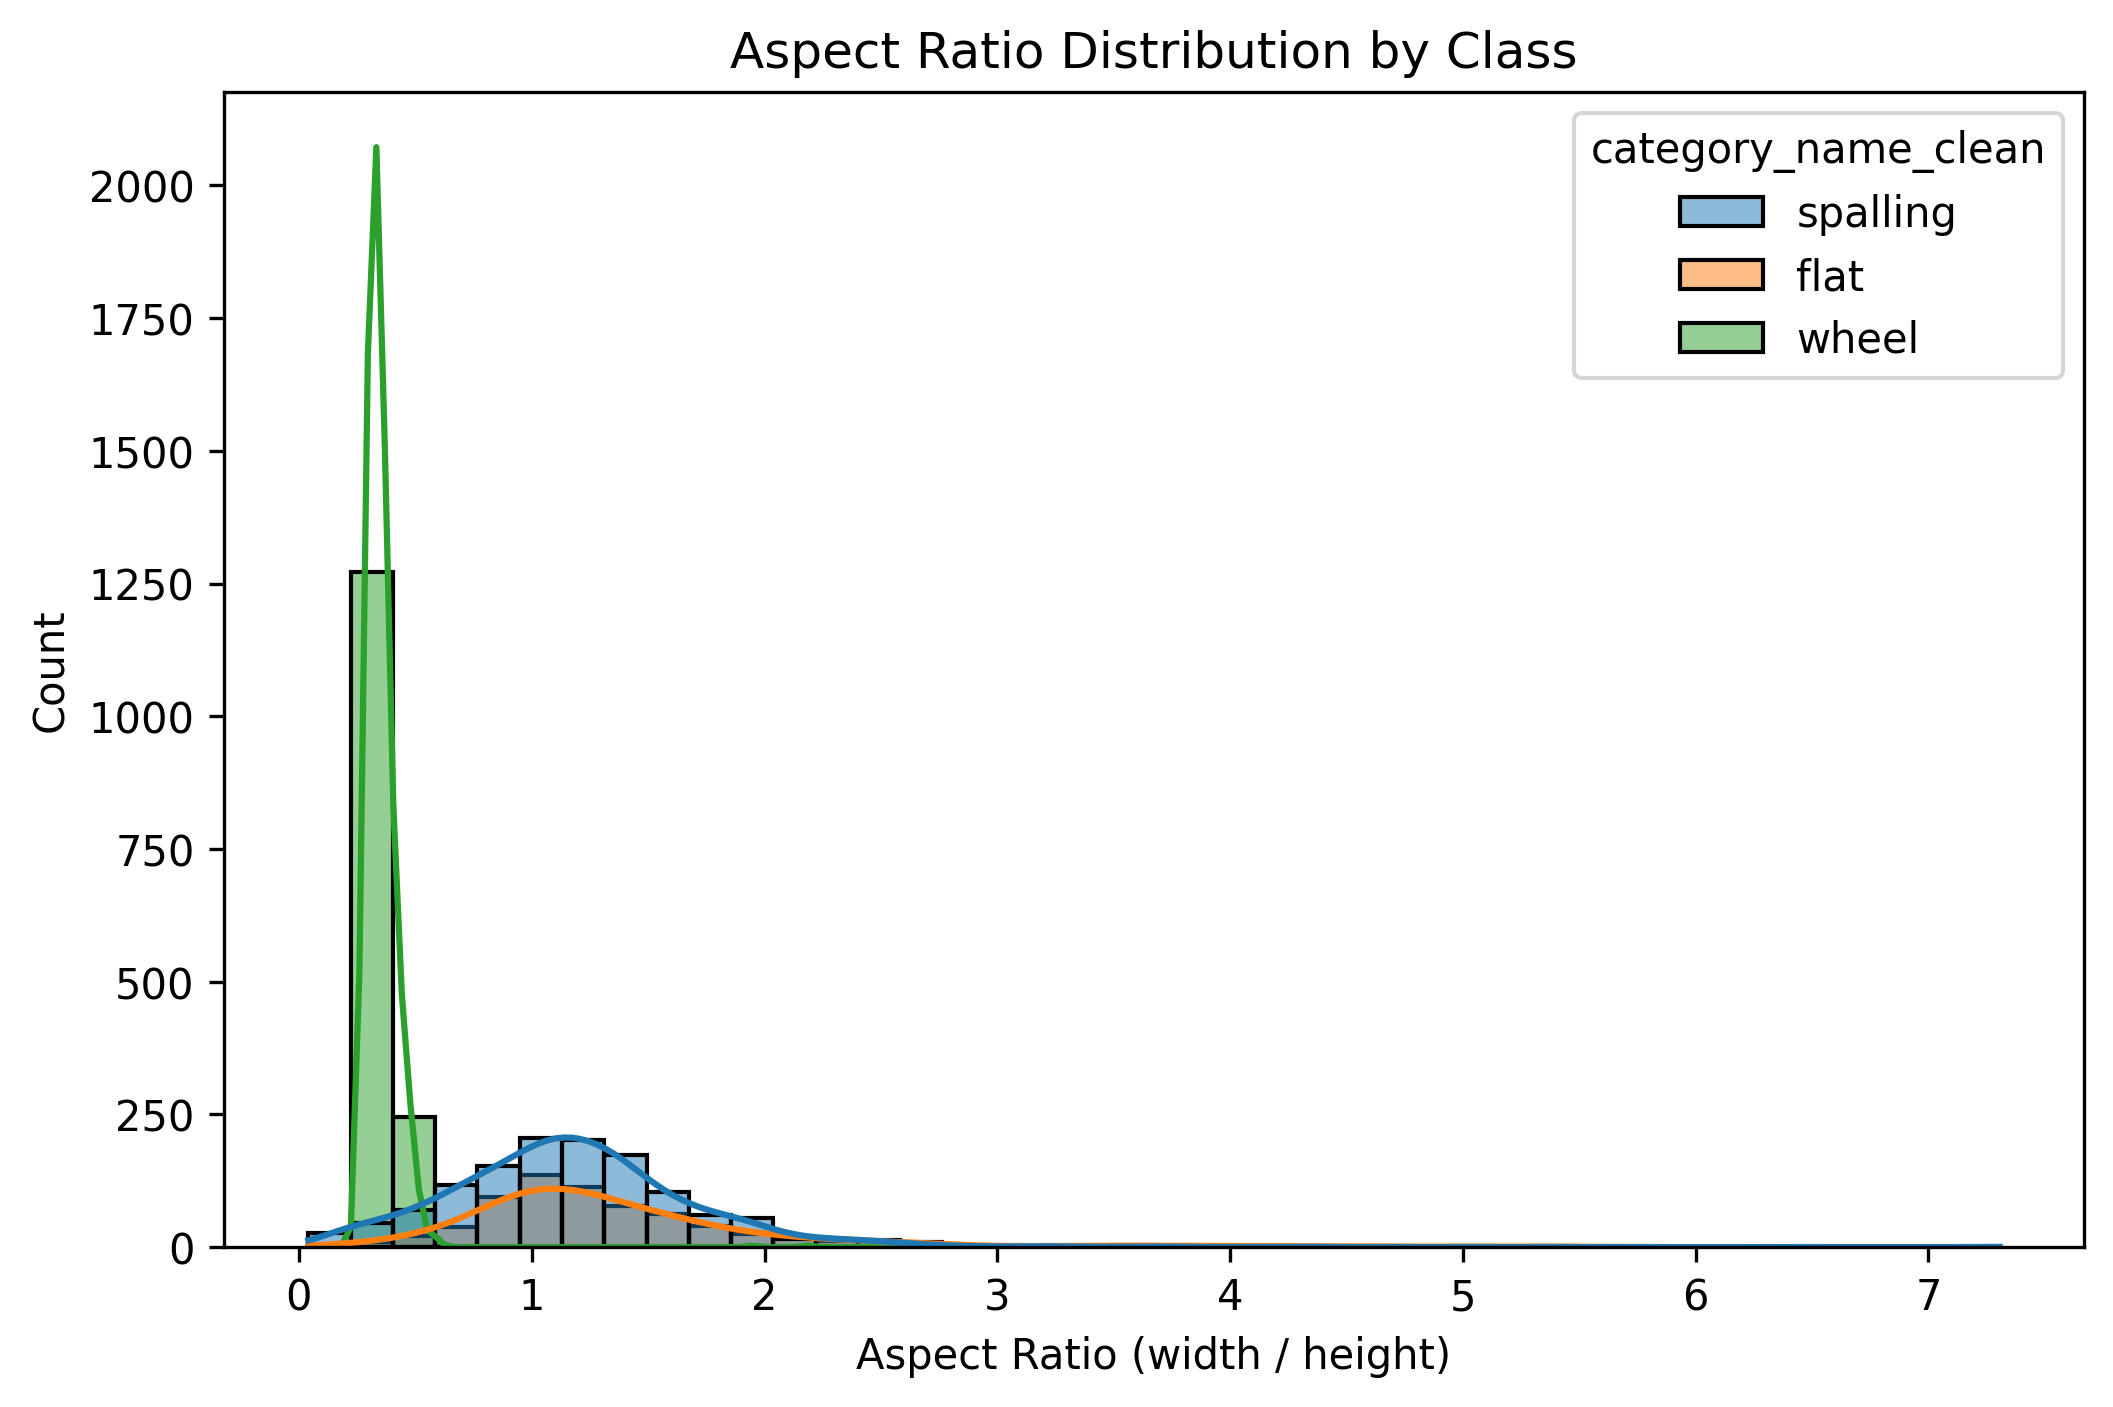 Aspect Ratio Distribution by Class
category_name_clean
spalling
flat
wheel
Count
2000
1750
1500
1250
1000
750
500
250
0
0 1 2 3 4 5 6 7
Aspect Ratio (width / height)